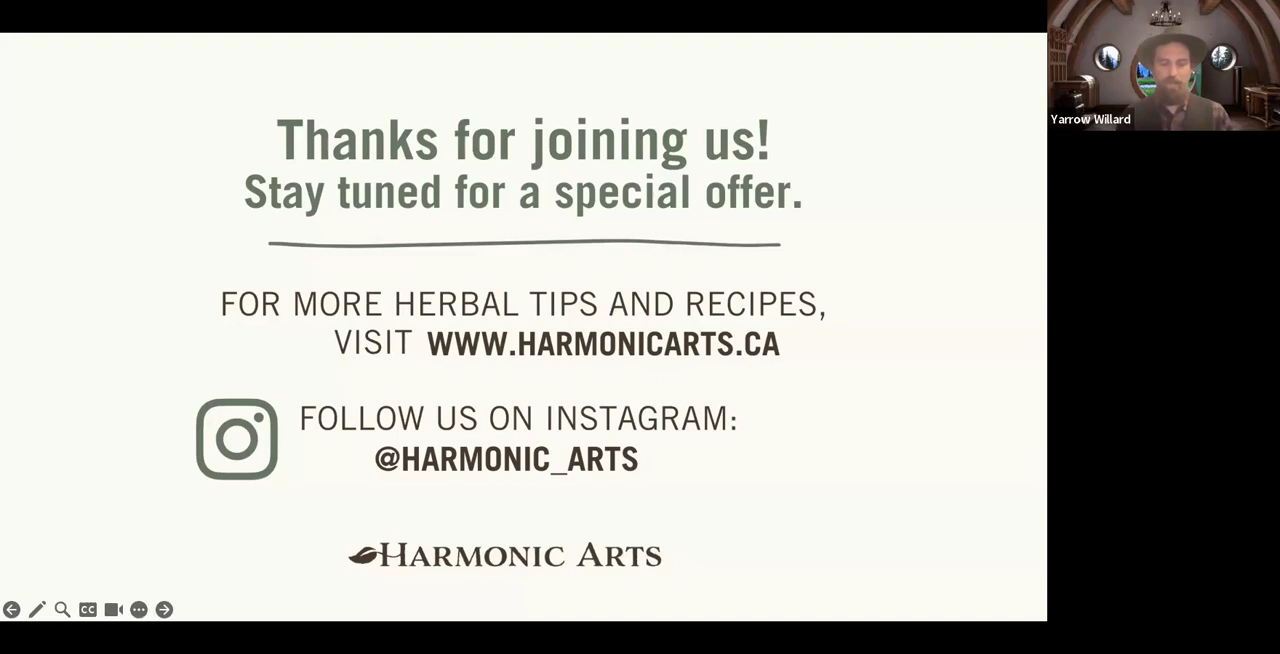 Thanks for joining us!
Stay tuned for a special offer.
FOR MORE HERBAL TIPS AND RECIPES,
VISIT WWW.HARMONICARTS.CA
FOLLOW US ON INSTAGRAM:
@HARMONIC_ARTS
HARMONIC ARTS
CC
Yarrow Willard